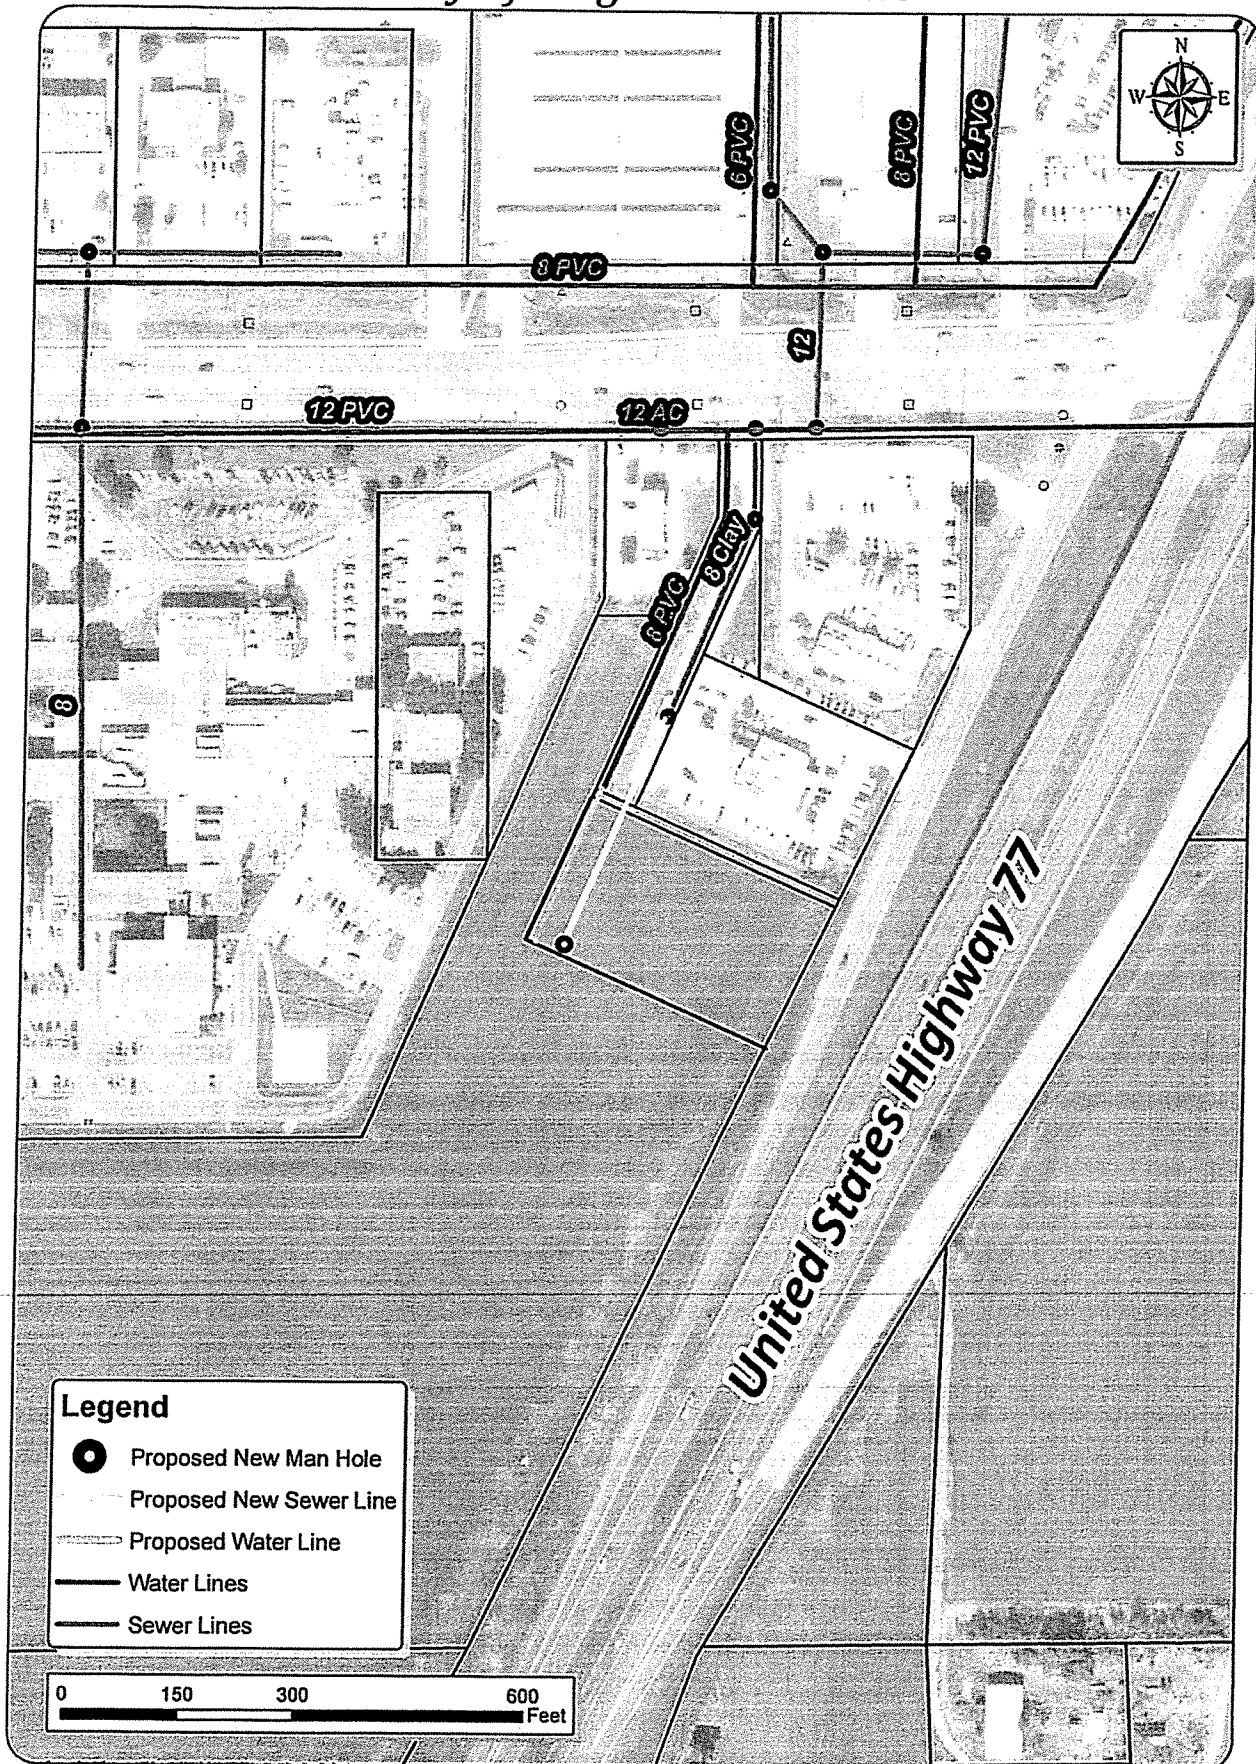 N
W E
S
6 PVC
8 PVC
12 PVC
8 PVC
12
12 PVC
12 AC
8 Clay
6 PVC
8
United States Highway 77
Legend
Proposed New Man Hole
Proposed New Sewer Line
Proposed Water Line
Water Lines
Sewer Lines
0 150 300 600
Feet